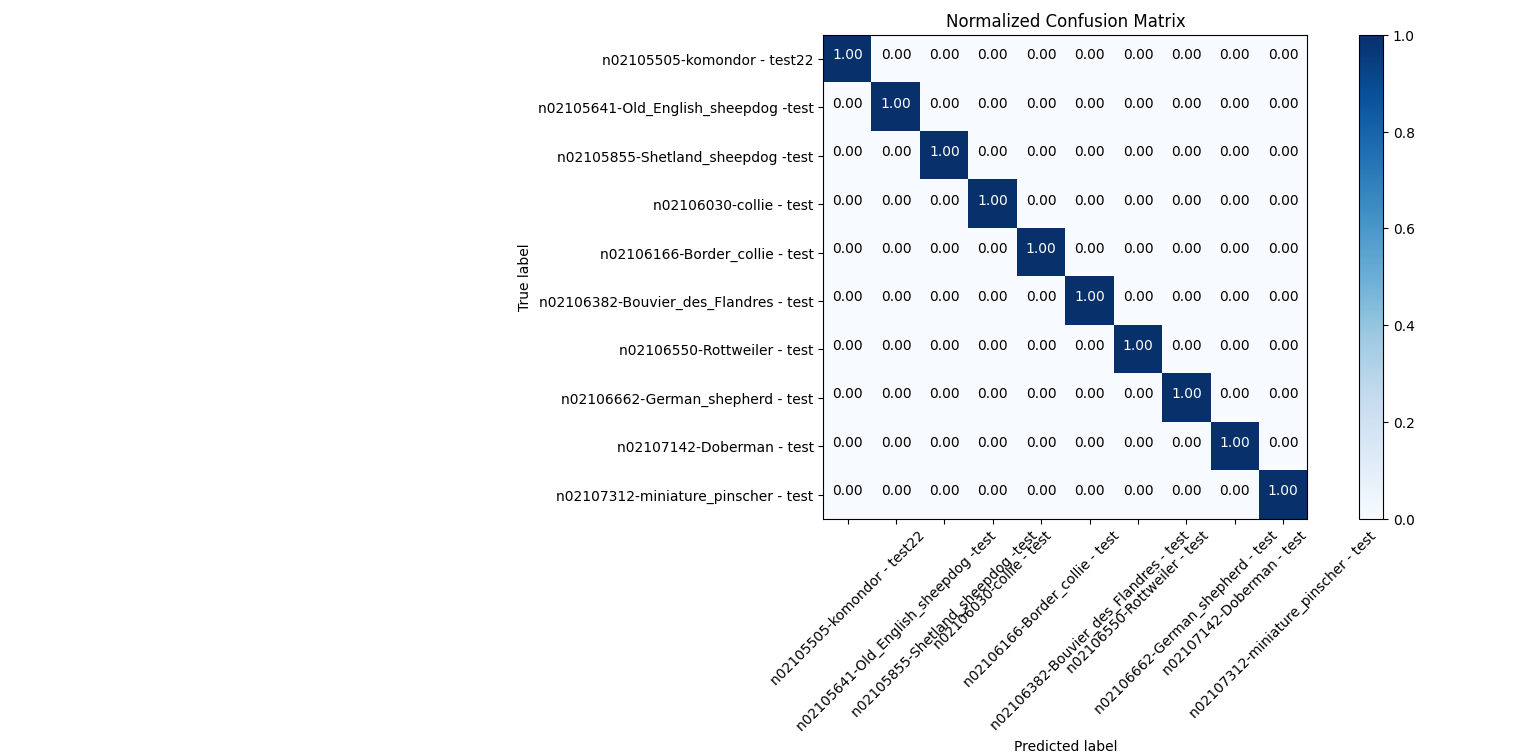 Normalized Confusion Matrix
n02105505-komondor - test22 1.00 0.00 0.00 0.00 0.00 0.00 0.00 0.00 0.00 0.00
n02105641-Old_English_sheepdog -test 0.00 1.00 0.00 0.00 0.00 0.00 0.00 0.00 0.00 0.00
n02105855-Shetland_sheepdog -test 0.00 0.00 1.00 0.00 0.00 0.00 0.00 0.00 0.00 0.00
n02106030-collie - test 0.00 0.00 0.00 1.00 0.00 0.00 0.00 0.00 0.00 0.00
n02106166-Border_collie - test 0.00 0.00 0.00 0.00 1.00 0.00 0.00 0.00 0.00 0.00
n02106382-Bouvier_des_Flandres - test 0.00 0.00 0.00 0.00 0.00 1.00 0.00 0.00 0.00 0.00
n02106550-Rottweiler - test 0.00 0.00 0.00 0.00 0.00 0.00 1.00 0.00 0.00 0.00
n02106662-German_shepherd - test 0.00 0.00 0.00 0.00 0.00 0.00 0.00 1.00 0.00 0.00
n02107142-Doberman - test 0.00 0.00 0.00 0.00 0.00 0.00 0.00 0.00 1.00 0.00
n02107312-miniature_pinscher - test 0.00 0.00 0.00 0.00 0.00 0.00 0.00 0.00 0.00 1.00
True label
n02105505-komondor - test22
n02105641-Old_English_sheepdog -test
n02105855-Shetland_sheepdog -test
n02106030-collie - test
n02106166-Border_collie - test
n02106382-Bouvier_des_Flandres - test
n02106550-Rottweiler - test
n02106662-German_shepherd - test
n02107142-Doberman - test
n02107312-miniature_pinscher - test
Predicted label
1.0
0.8
0.6
0.4
0.2
0.0